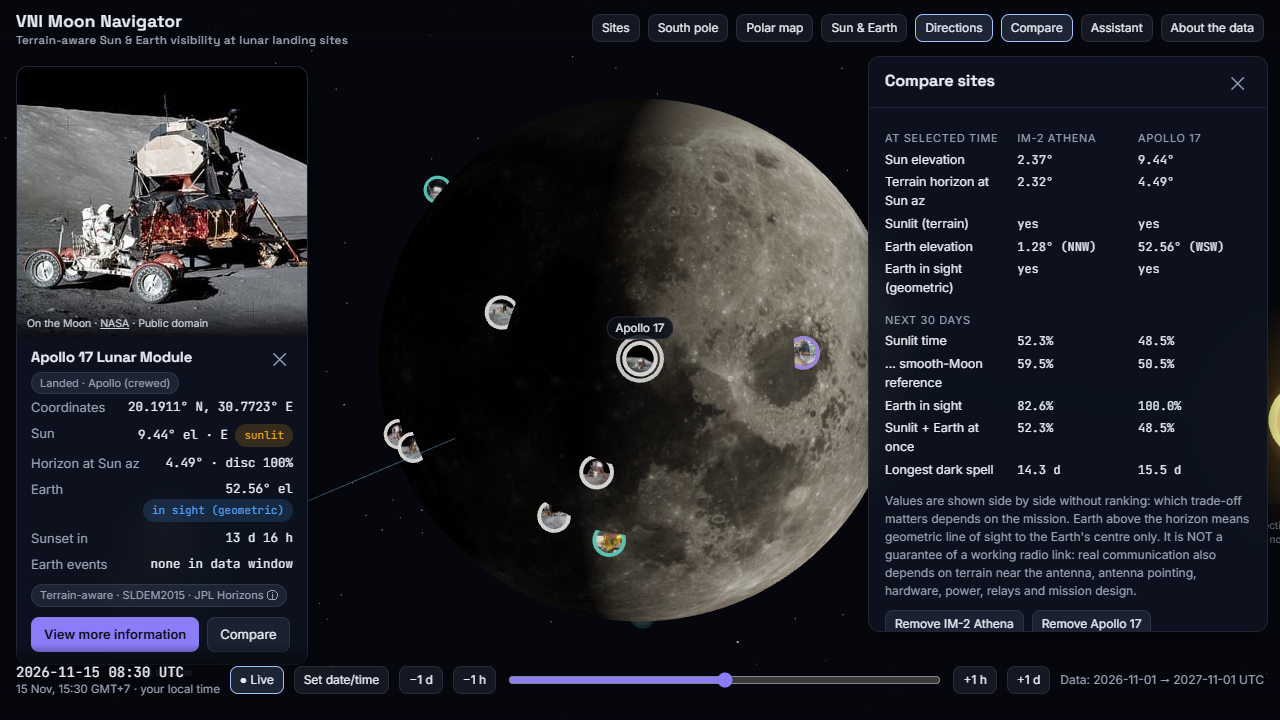 VNI Moon Navigator
Terrain-aware Sun & Earth visibility at lunar landing sites
Sites
South pole
Polar map
Sun & Earth
Directions
Compare
Assistant
About the data
On the Moon · NASA · Public domain
Apollo 17 Lunar Module
Landed · Apollo (crewed)
Coordinates 20.1911° N, 30.7723° E
Sun 9.44° el · E sunlit
Horizon at Sun az 4.49° · disc 100%
Earth 52.56° el
in sight (geometric)
Sunset in 13 d 16 h
Earth events none in data window
Terrain-aware · SLDEM2015 · JPL Horizons ⓘ
View more information
Compare
Apollo 17
Compare sites
AT SELECTED TIME IM-2 ATHENA APOLLO 17
Sun elevation 2.37° 9.44°
Terrain horizon at 2.32° 4.49°
Sun az
Sunlit (terrain) yes yes
Earth elevation 1.28° (NNW) 52.56° (WSW)
Earth in sight yes yes
(geometric)
NEXT 30 DAYS
Sunlit time 52.3% 48.5%
… smooth-Moon 59.5% 50.5%
reference
Earth in sight 82.6% 100.0%
Sunlit + Earth at 52.3% 48.5%
once
Longest dark spell 14.3 d 15.5 d
Values are shown side by side without ranking: which trade-off
matters depends on the mission. Earth above the horizon means
geometric line of sight to the Earth's centre only. It is NOT a
guarantee of a working radio link: real communication also
depends on terrain near the antenna, antenna pointing,
hardware, power, relays and mission design.
Remove IM-2 Athena
Remove Apollo 17
2026-11-15 08:30 UTC
15 Nov, 15:30 GMT+7 · your local time
● Live
Set date/time
−1 d
−1 h
+1 h
+1 d
Data: 2026-11-01 → 2027-11-01 UTC